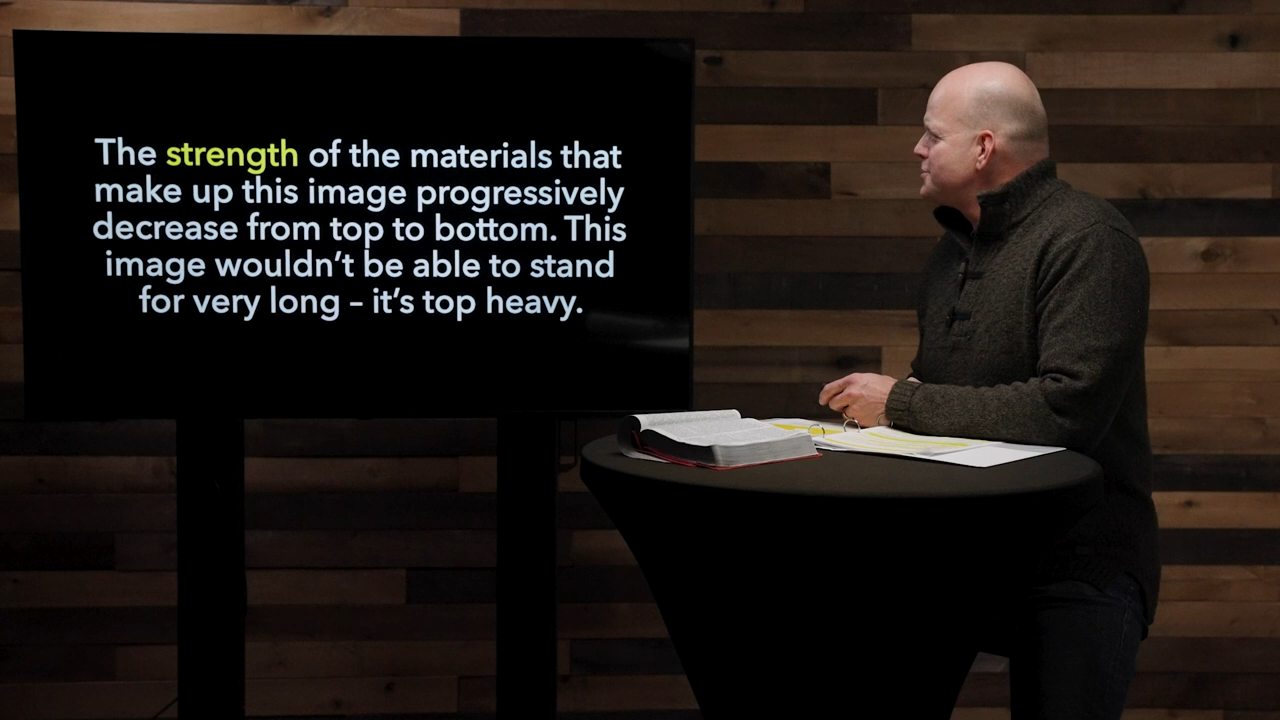 The strength of the materials that
make up this image progressively
decrease from top to bottom. This
image wouldn't be able to stand
for very long – it's top heavy.